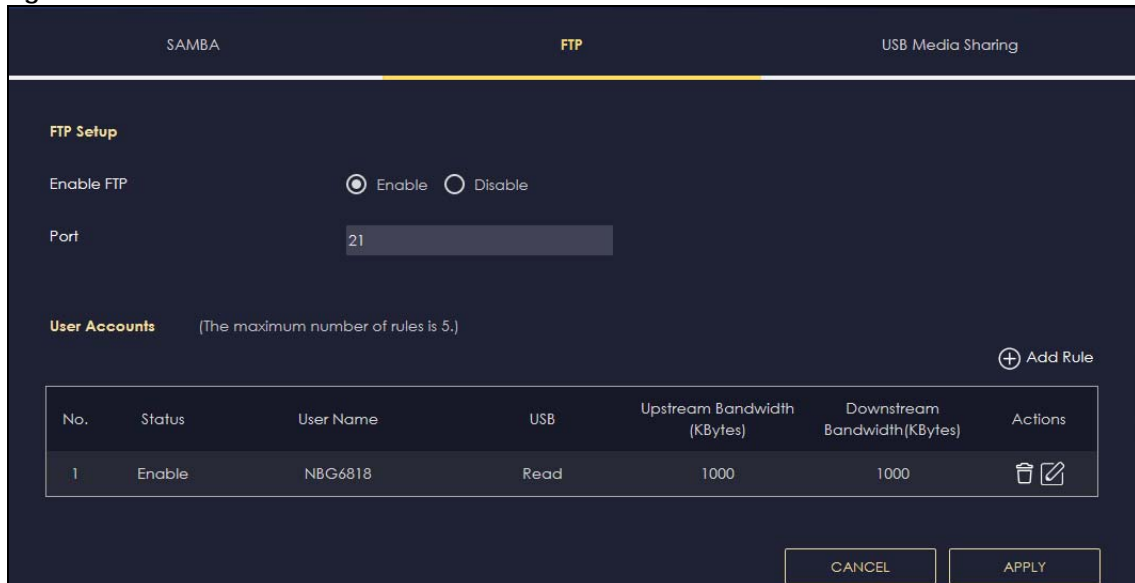 SAMBA FTP USB Media Sharing
FTP Setup
Enable FTP Enable Disable
Port 21
User Accounts (The maximum number of rules is 5.)
Add Rule
No. Status User Name USB Upstream Bandwidth (KBytes) Downstream Bandwidth(KBytes) Actions
1 Enable NBG6818 Read 1000 1000
CANCEL APPLY